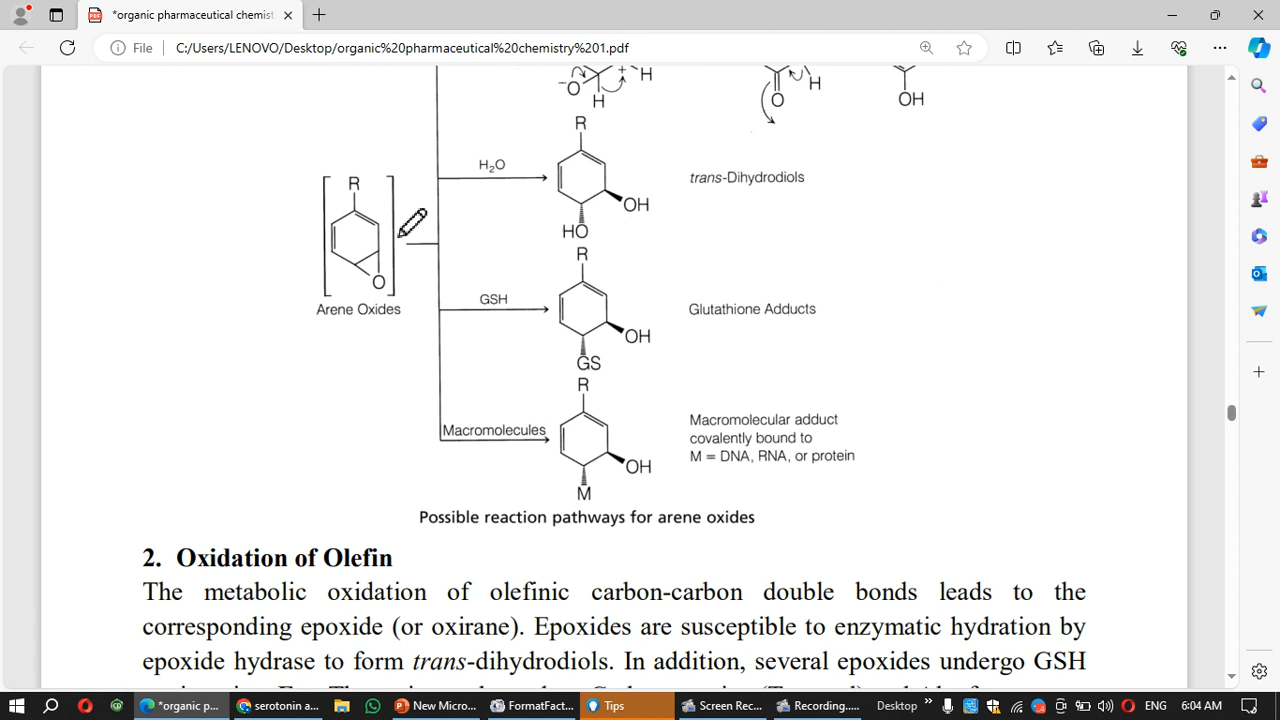 *organic pharmaceutical chemist
File
C:/Users/LENOVO/Desktop/organic%20pharmaceutical%20chemistry%201.pdf
−O + H
H
H
O
OH
R
H2O
trans-Dihydrodiols
OH
HO
R
O
Arene Oxides
R
GSH
Glutathione Adducts
OH
GS
R
Macromolecules
Macromolecular adduct
covalently bound to
M = DNA, RNA, or protein
OH
M
Possible reaction pathways for arene oxides
2. Oxidation of Olefin
The metabolic oxidation of olefinic carbon-carbon double bonds leads to the
corresponding epoxide (or oxirane). Epoxides are susceptible to enzymatic hydration by
epoxide hydrase to form trans-dihydrodiols. In addition, several epoxides undergo GSH
organic p...
serotonin a
New Micro...
FormatFact...
Tips
Screen Rec...
Recording....
Desktop
ENG
6:04 AM